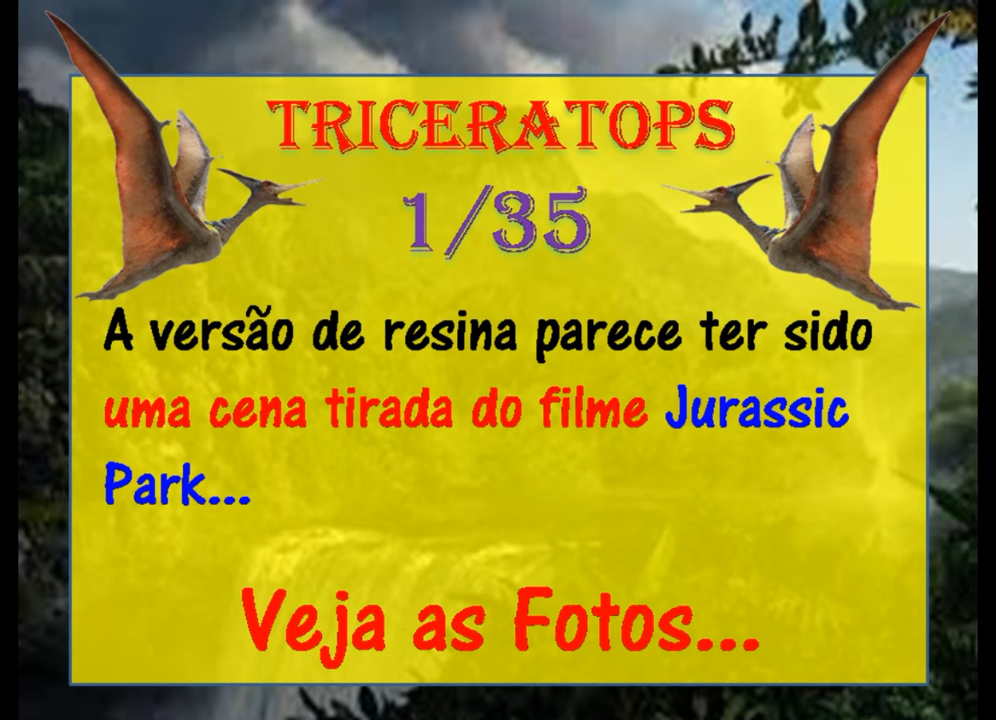 TRICERATOPS
1/35
A versão de resina parece ter sido
uma cena tirada do filme Jurassic
Park...
Veja as Fotos...